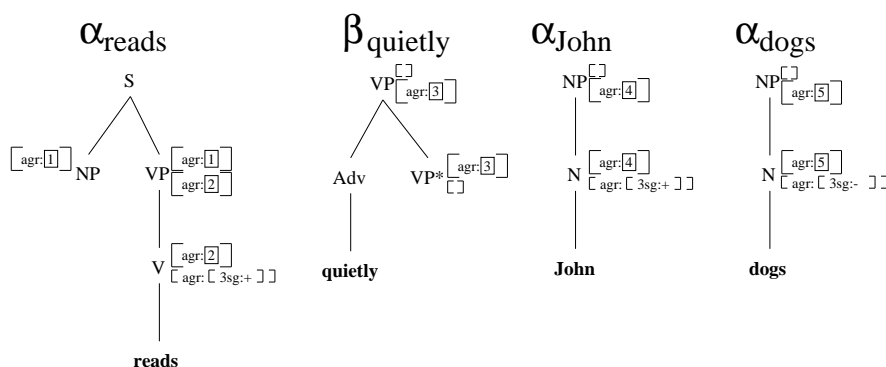 α reads β quietly α John α dogs
S
VP [ ] [agr: 3] NP [ ] [agr: 4] NP [ ] [agr: 5]
[agr: 1] NP VP [agr: 1] [agr: 2]
Adv VP* [agr: 3] [ ]
N [agr: 4] [agr: [3sg:+]]
N [agr: 5] [agr: [3sg:-]]
V [agr: 2] [agr: [3sg:+]]
quietly John dogs
reads